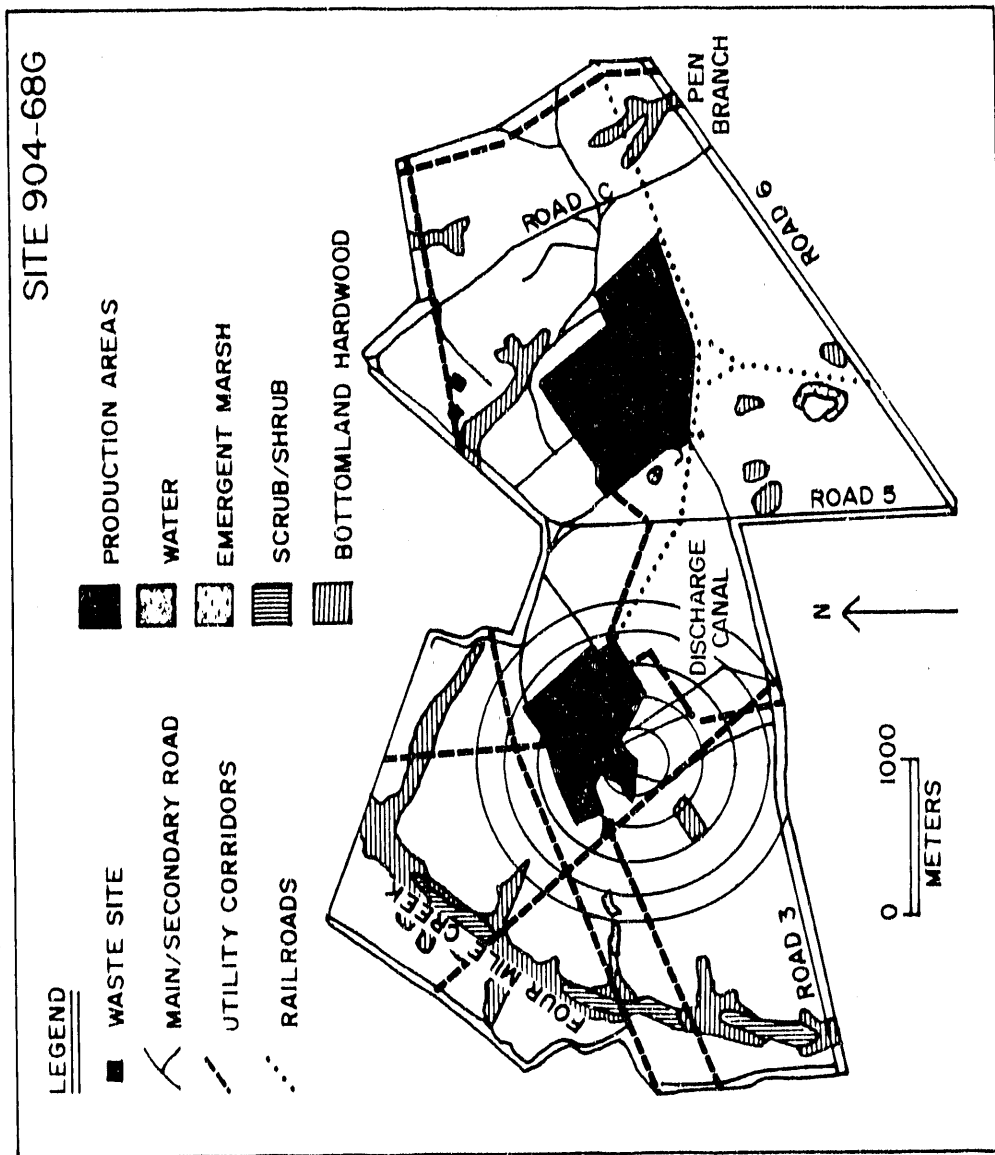 SITE 904-68G
LEGEND
WASTE SITE
MAIN/SECONDARY ROAD
UTILITY CORRIDORS
RAILROADS
PRODUCTION AREAS
WATER
EMERGENT MARSH
SCRUB/SHRUB
BOTTOMLAND HARDWOOD
FOUR MILE CREEK
ROAD C
PEN
BRANCH
ROAD 6
ROAD 5
DISCHARGE
CANAL
ROAD 3
N
0 1000
METERS